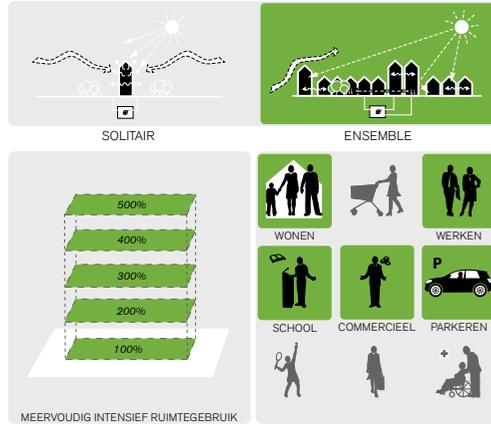 SOLITAIR
ENSEMBLE
500%
400%
300%
200%
100%
MEERVOUDIG INTENSIEF RUIMTEGEBRUIK
WONEN
WERKEN
P
SCHOOL
COMMERCIEEL
PARKEREN